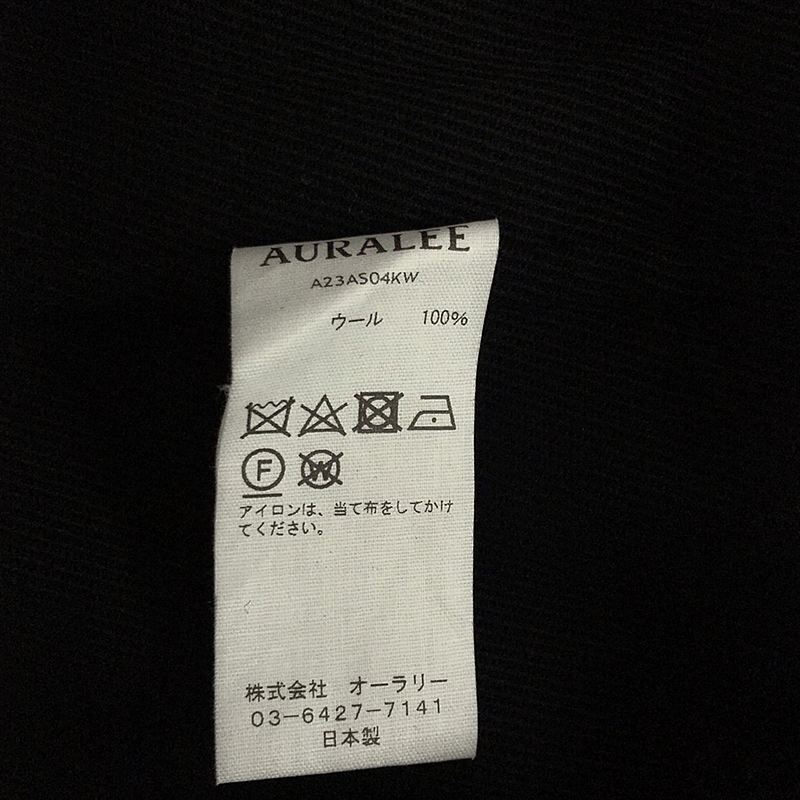 AURALEE
A23AS04KW
ウール 100%
F
W
アイロンは、当て布をしてかけ
てください。
株式会社 オーラリー
03-6427-7141
日本製